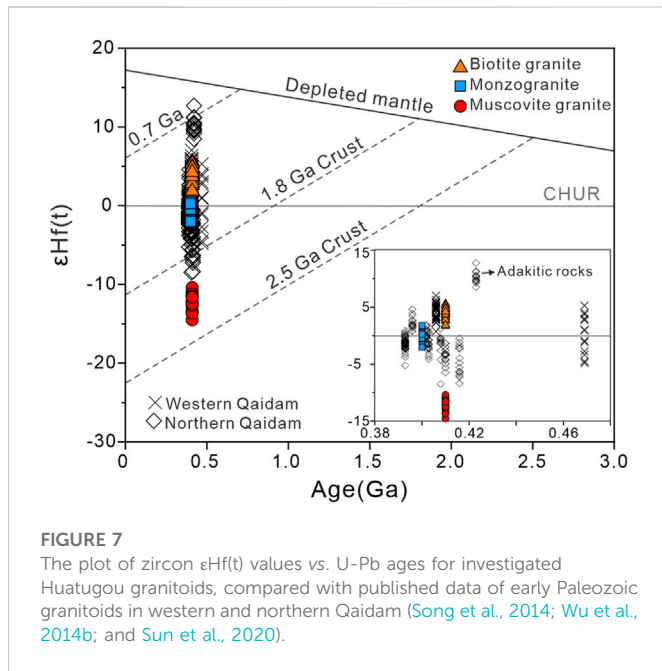 20
10
0
-10
-20
-30
εHf(t)
Biotite granite
Monzogranite
Muscovite granite
Depleted mantle
0.7 Ga
1.8 Ga Crust
CHUR
2.5 Ga Crust
15
5
-5
-15
Adakitic rocks
0.38
0.42
0.46
Western Qaidam
Northern Qaidam
0
0.5
1.0
1.5
2.0
2.5
3.0
Age(Ga)
FIGURE 7
The plot of zircon εHf(t) values vs. U-Pb ages for investigated
Huatugou granitoids, compared with published data of early Paleozoic
granitoids in western and northern Qaidam (Song et al., 2014; Wu et al.,
2014b; and Sun et al., 2020).